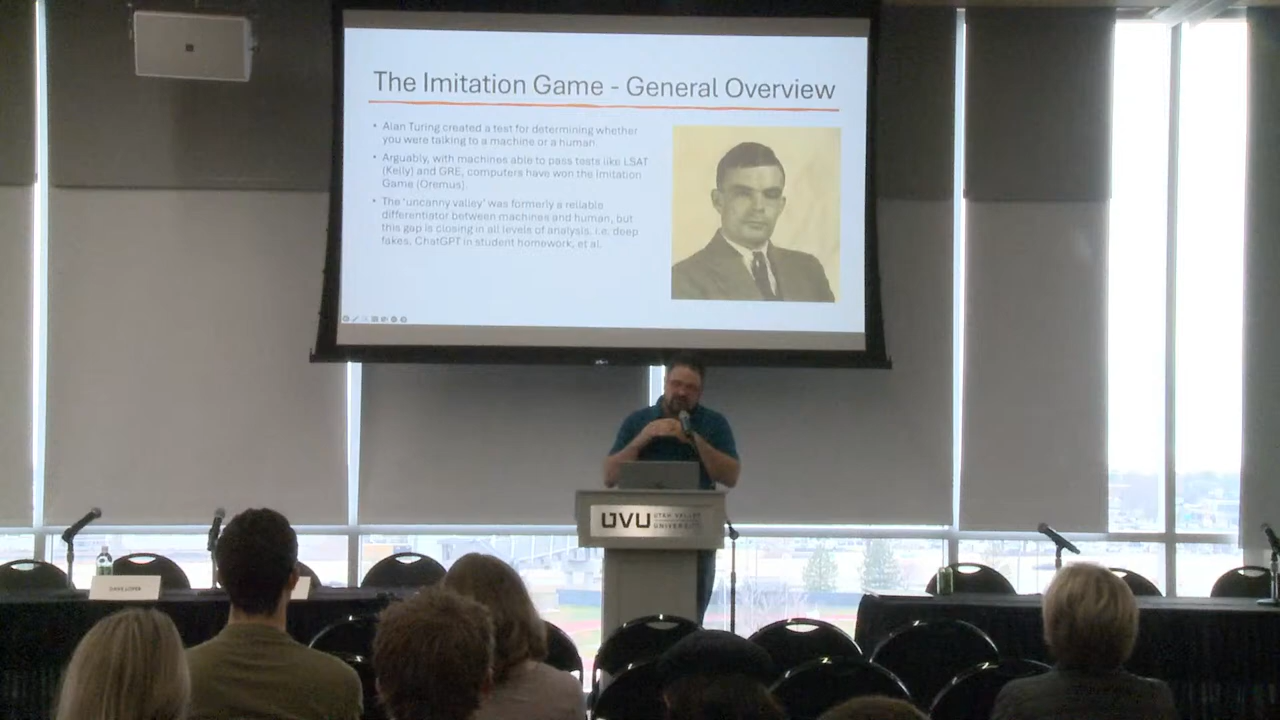 The Imitation Game - General Overview
• Alan Turing created a test for determining whether
you were talking to a machine or a human.
• Arguably, with machines able to pass tests like LSAT
(Kelly) and GRE, computers have won the Imitation
Game (Oremus).
• The 'uncanny valley' was formerly a reliable
differentiator between machines and human, but
this gap is closing in all levels of analysis, i.e. deep
fakes, ChatGPT in student homework, et al.
UVU UTAH VALLEY
UNIVERSITY